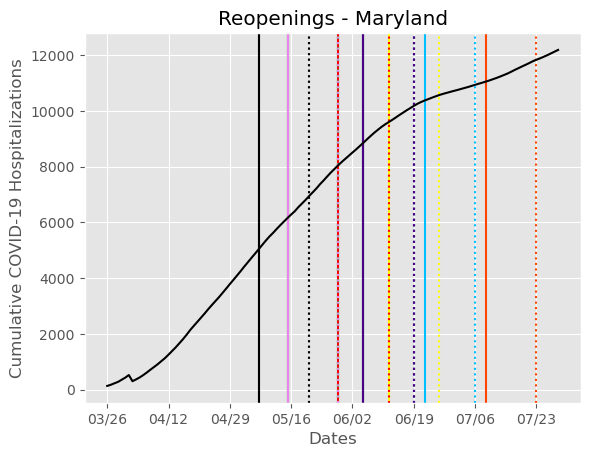 Reopenings - Maryland
Cumulative COVID-19 Hospitalizations
12000
10000
8000
6000
4000
2000
0
03/26 04/12 04/29 05/16 06/02 06/19 07/06 07/23
Dates